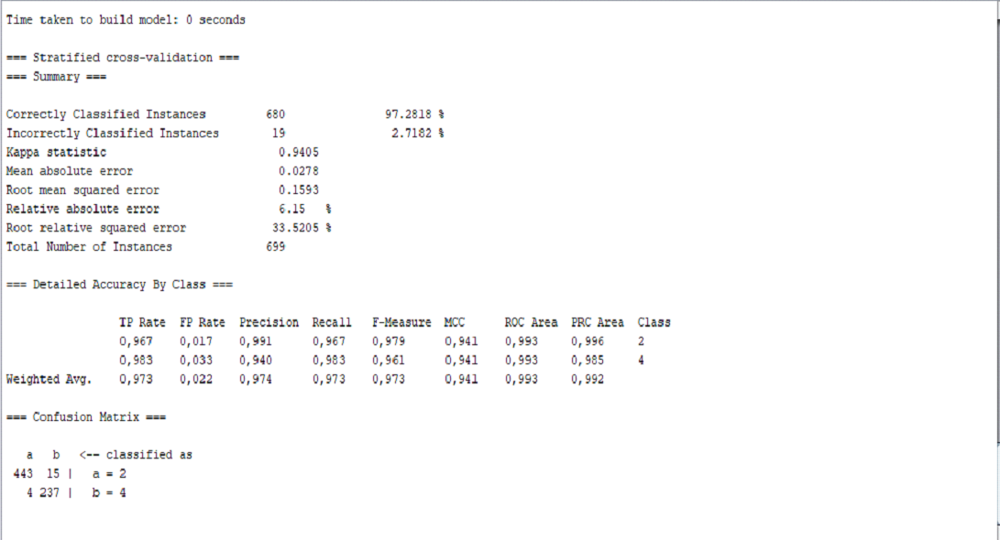 Time taken to build model: 0 seconds
=== Stratified cross-validation ===
=== Summary ===
Correctly Classified Instances 680 97.2818 %
Incorrectly Classified Instances 19 2.7182 %
Kappa statistic 0.9405
Mean absolute error 0.0278
Root mean squared error 0.1593
Relative absolute error 6.15 %
Root relative squared error 33.5205 %
Total Number of Instances 699
=== Detailed Accuracy By Class ===
TP Rate FP Rate Precision Recall F-Measure MCC ROC Area PRC Area Class
0,967 0,017 0,991 0,967 0,979 0,941 0,993 0,996 2
0,983 0,033 0,940 0,983 0,961 0,941 0,993 0,985 4
Weighted Avg. 0,973 0,022 0,974 0,973 0,973 0,941 0,993 0,992
=== Confusion Matrix ===
a b <-- classified as
443 15 | a = 2
4 237 | b = 4